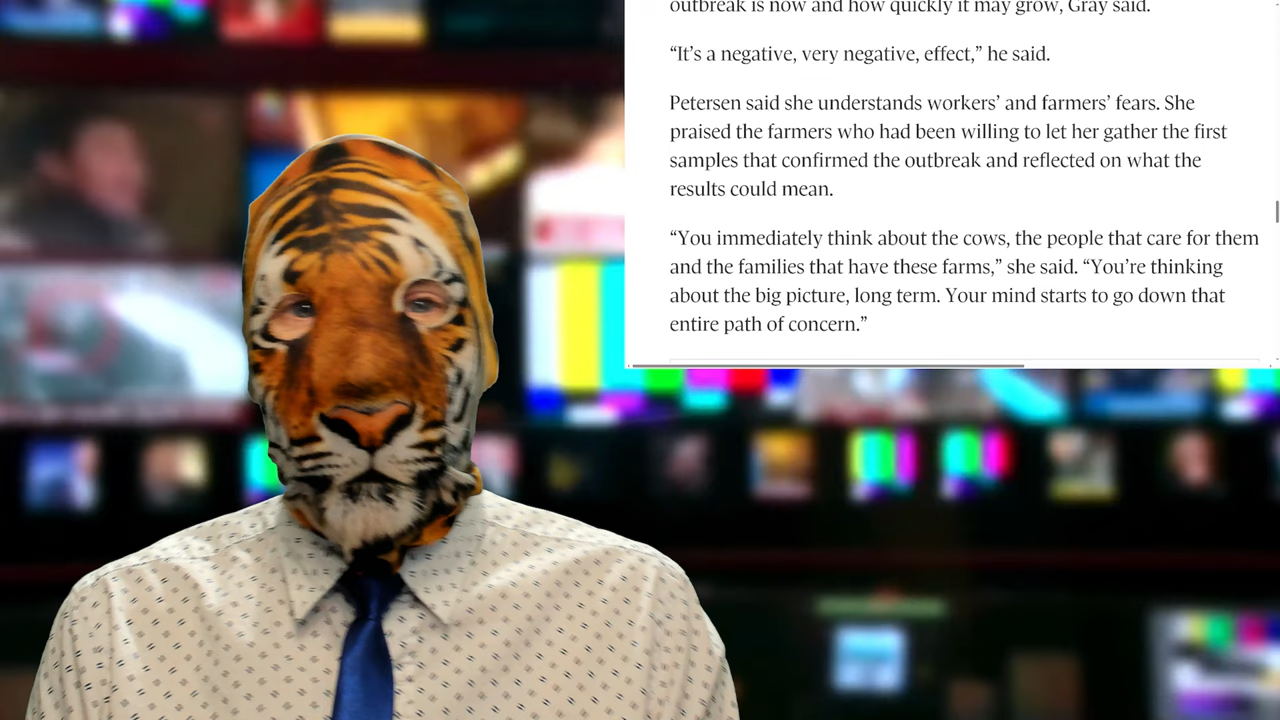 outbreak is now and how quickly it may grow, Gray said.
“It’s a negative, very negative, effect,” he said.
Petersen said she understands workers’ and farmers’ fears. She
praised the farmers who had been willing to let her gather the first
samples that confirmed the outbreak and reflected on what the
results could mean.
“You immediately think about the cows, the people that care for them
and the families that have these farms,” she said. “You’re thinking
about the big picture, long term. Your mind starts to go down that
entire path of concern.”